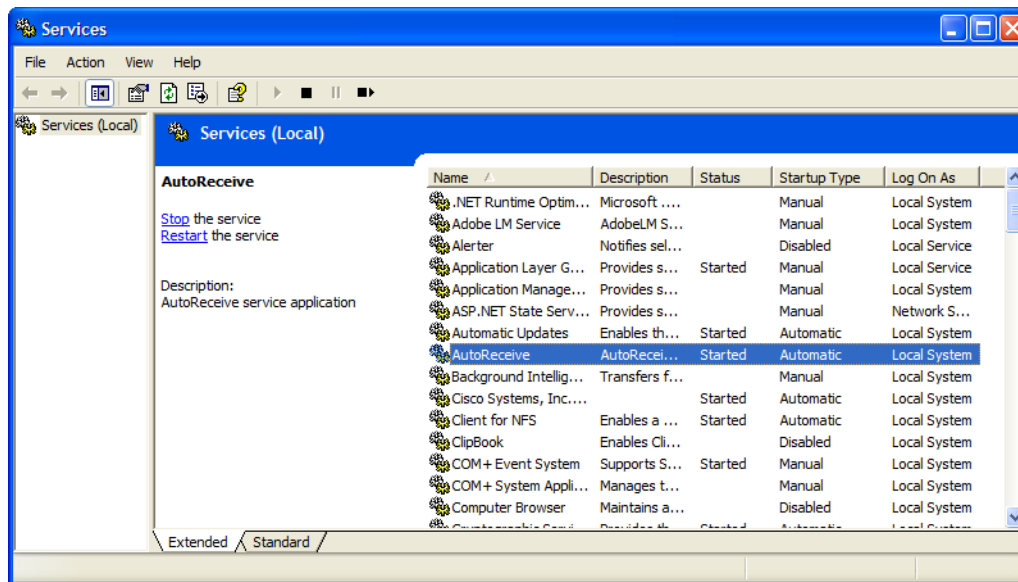 Services
File Action View Help
Services (Local)
Services (Local)
AutoReceive
Stop the service
Restart the service
Description:
AutoReceive service application
Name Description Status Startup Type Log On As
.NET Runtime Optim... Microsoft .... Manual Local System
Adobe LM Service AdobeLM S... Manual Local System
Alerter Notifies sel... Disabled Local Service
Application Layer G... Provides s... Started Manual Local Service
Application Manage... Provides s... Manual Local System
ASP.NET State Serv... Provides s... Manual Network S...
Automatic Updates Enables th... Started Automatic Local System
AutoReceive AutoRecei... Started Automatic Local System
Background Intellig... Transfers f... Manual Local System
Cisco Systems, Inc.... Started Automatic Local System
Client for NFS Enables a ... Started Automatic Local System
ClipBook Enables Cli... Disabled Local System
COM+ Event System Supports S... Started Manual Local System
COM+ System Appli... Manages t... Manual Local System
Computer Browser Maintains a... Disabled Local System
Extended Standard